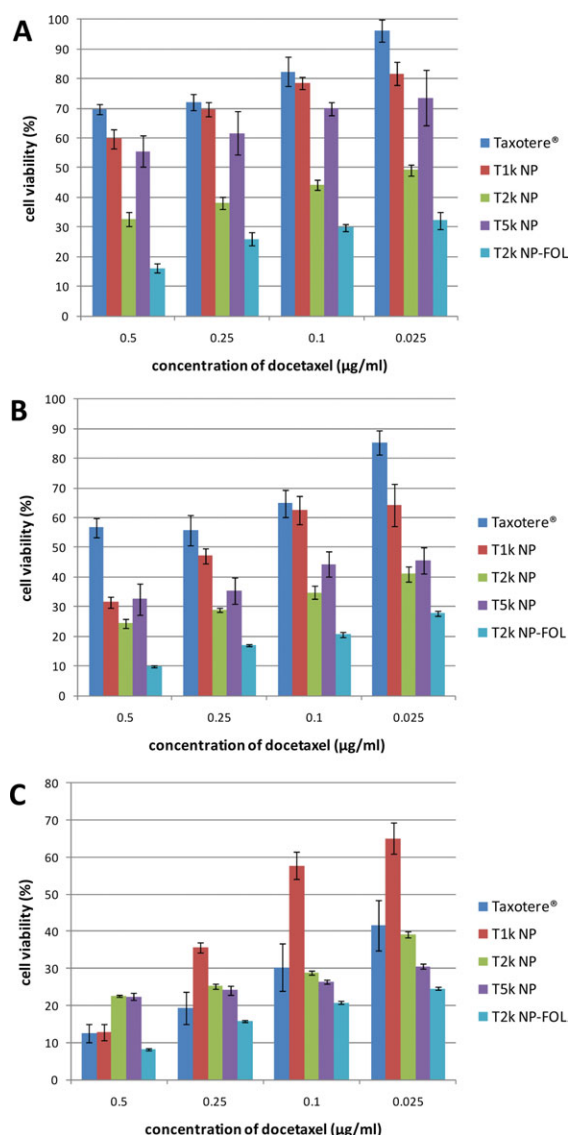 A
100
90
80
70
60
50
40
30
20
10
0
cell viability (%)
0.5 0.25 0.1 0.025
concentration of docetaxel (µg/ml)
Taxotere®
T1k NP
T2k NP
T5k NP
T2k NP-FOL
B
100
90
80
70
60
50
40
30
20
10
0
cell viability (%)
0.5 0.25 0.1 0.025
concentration of docetaxel (µg/ml)
Taxotere®
T1k NP
T2k NP
T5k NP
T2k NP-FOL
C
80
70
60
50
40
30
20
10
0
cell viability (%)
0.5 0.25 0.1 0.025
concentration of docetaxel (µg/ml)
Taxotere®
T1k NP
T2k NP
T5k NP
T2k NP-FOL